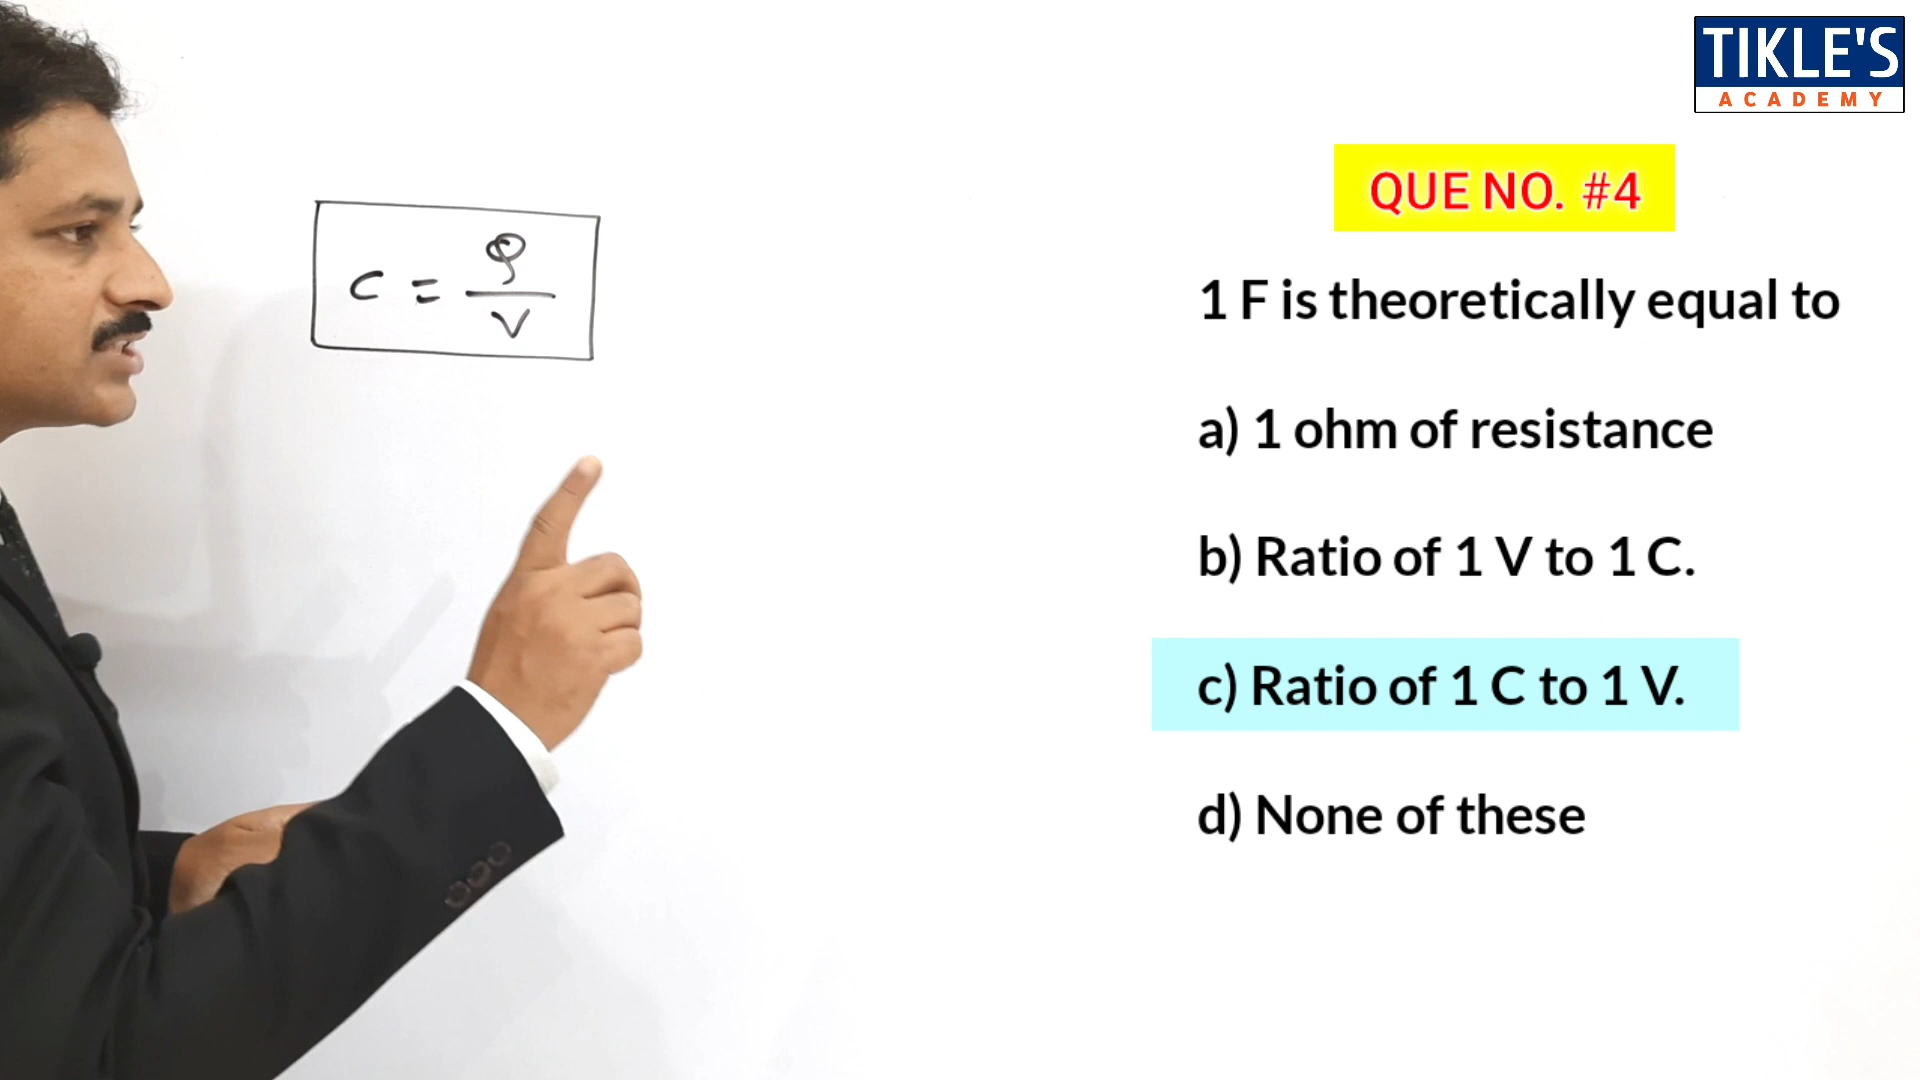 TIKLE'S
ACADEMY
QUE NO. #4
C = Q
V
1 F is theoretically equal to
a) 1 ohm of resistance
b) Ratio of 1 V to 1 C.
c) Ratio of 1 C to 1 V.
d) None of these